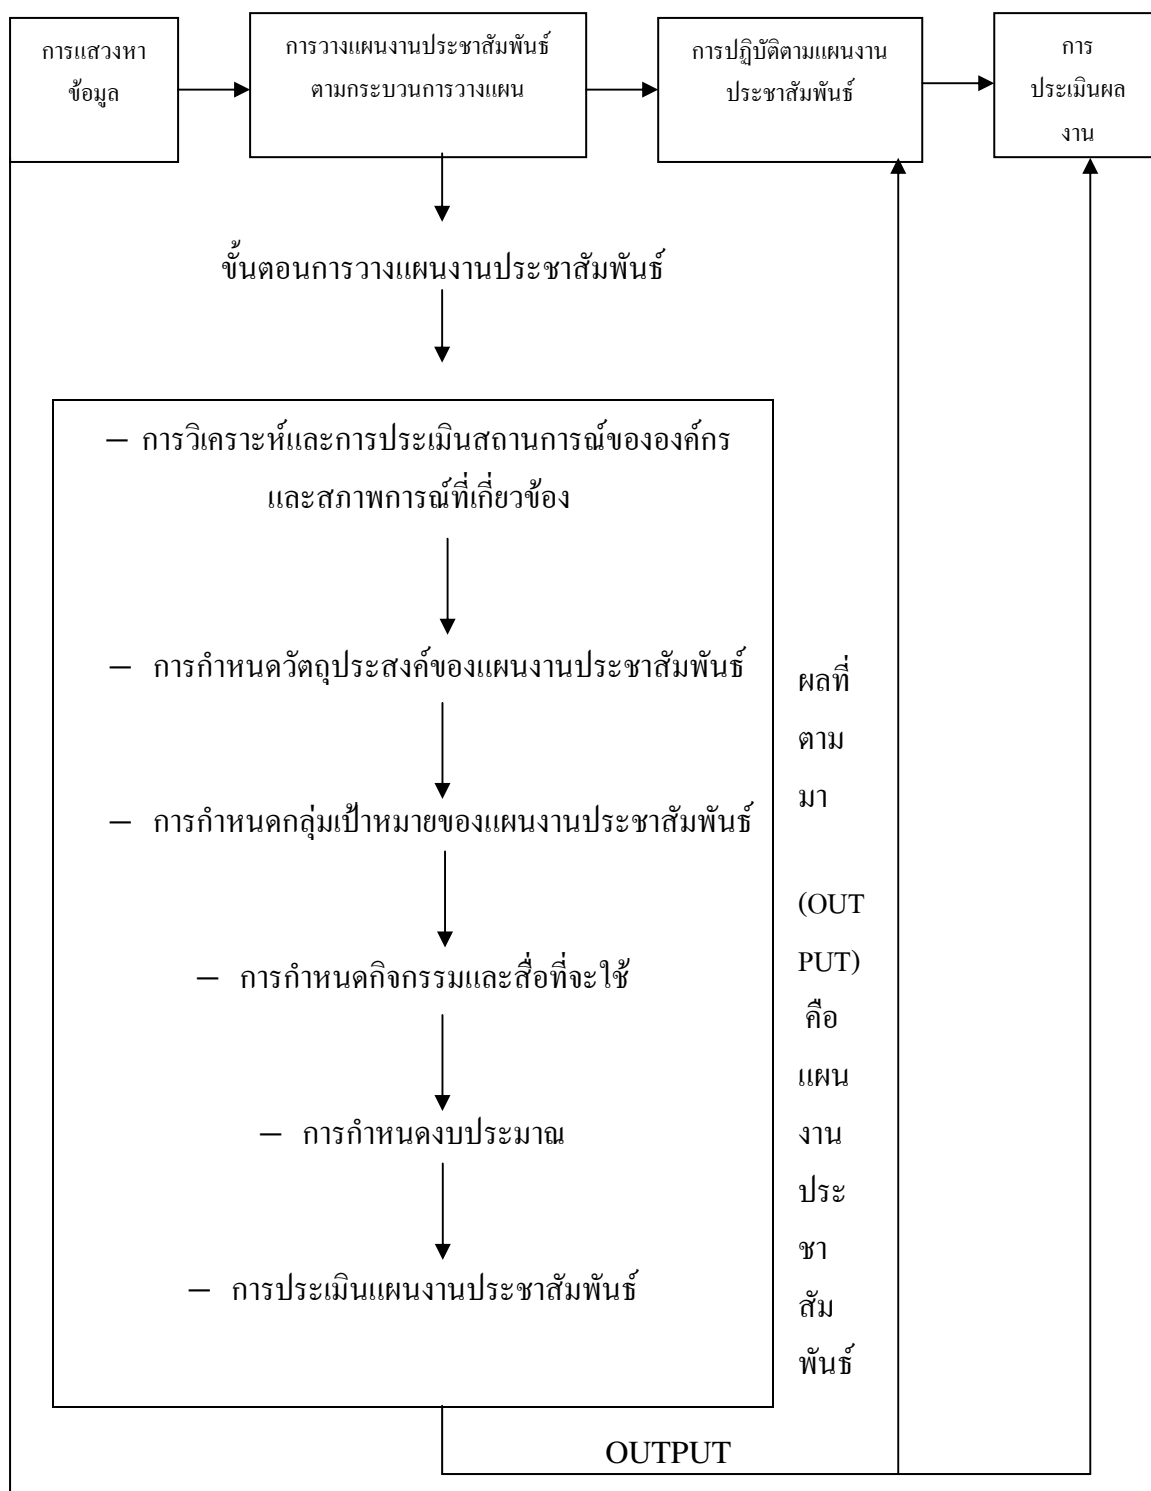 การแสวงหา
ข้อมูล
การวางแผนงานประชาสัมพันธ์
ตามกระบวนการวางแผน
การปฏิบัติตามแผนงาน
ประชาสัมพันธ์
การ
ประเมินผล
งาน
ขั้นตอนการวางแผนงานประชาสัมพันธ์
– การวิเคราะห์และการประเมินสถานการณ์ขององค์กร
และสภาพการณ์ที่เกี่ยวข้อง
– การกำหนดวัตถุประสงค์ของแผนงานประชาสัมพันธ์
– การกำหนดกลุ่มเป้าหมายของแผนงานประชาสัมพันธ์
– การกำหนดกิจกรรมและสื่อที่จะใช้
– การกำหนดงบประมาณ
– การประเมินแผนงานประชาสัมพันธ์
ผลที่
ตาม
มา
(OUT
PUT)
คือ
แผน
งาน
ประ
ชา
สัม
พันธ์
OUTPUT